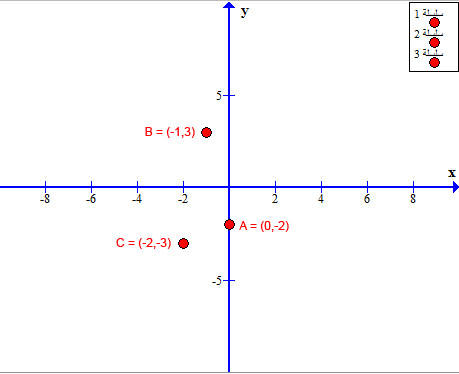 y
1
2
3
5
B = (-1,3)
x
-8 -6 -4 -2 2 4 6 8
A = (0,-2)
C = (-2,-3)
-5